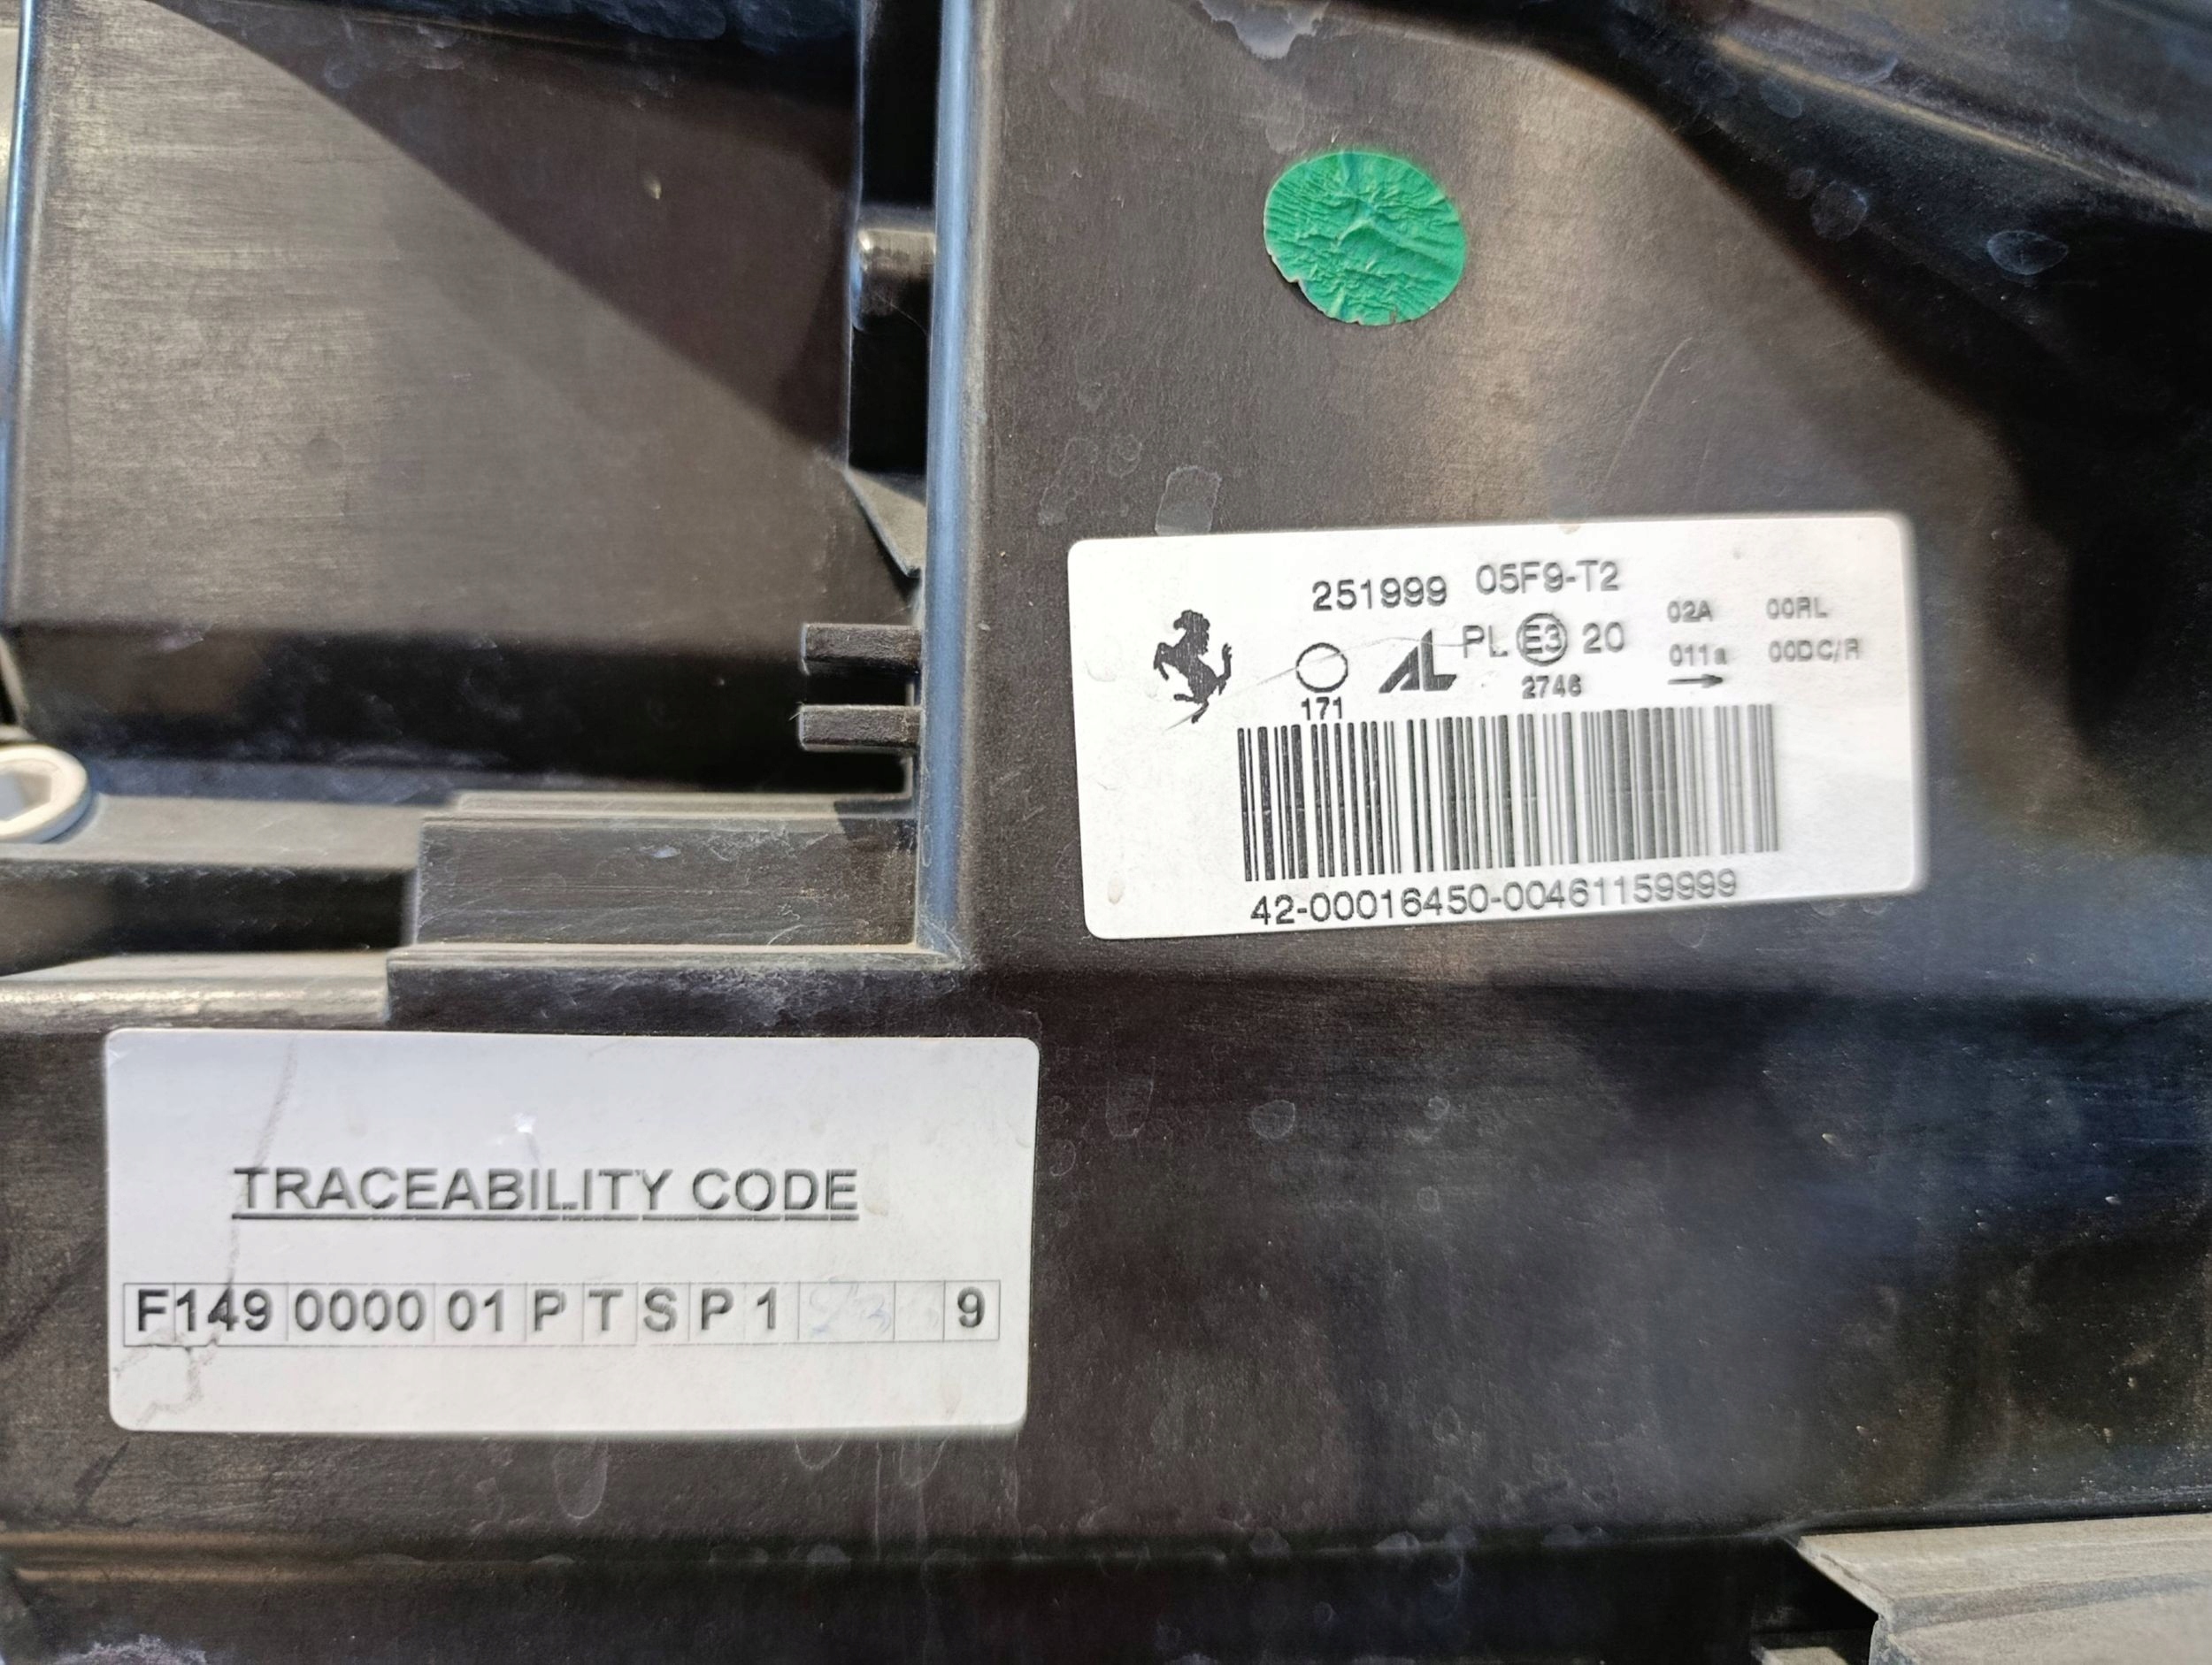 251999 05F9-T2
02A 00RL
PL E3 20
011a 00DC/R
AL
2746
171
42-00016450-00461159999
TRACEABILITY CODE
F149 0000 01 P T S P 1 9